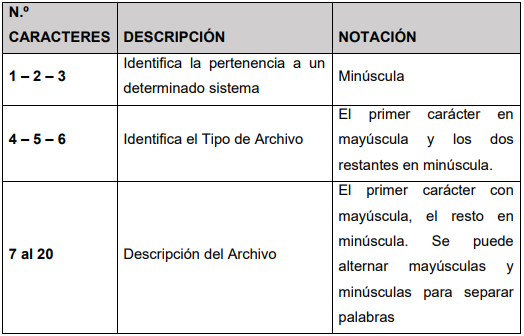 N.º
CARACTERES
DESCRIPCIÓN
NOTACIÓN
1 – 2 – 3
Identifica la pertenencia a un
determinado sistema
Minúscula
4 – 5 – 6
Identifica el Tipo de Archivo
El primer carácter en
mayúscula y los dos
restantes en minúscula.
7 al 20
Descripción del Archivo
El primer carácter con
mayúscula, el resto en
minúscula. Se puede
alternar mayúsculas y
minúsculas para separar
palabras